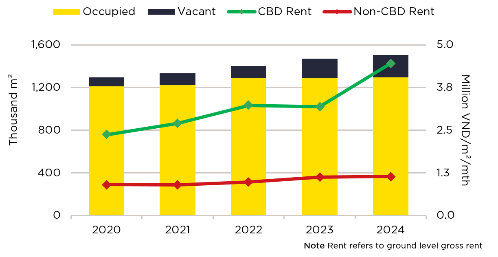 Occupied Vacant CBD Rent Non-CBD Rent
1,600 5.0
1,200 3.8
800 2.5
400 1.3
0 0.0
Thousand m²
Million VND/m²/mth
2020 2021 2022 2023 2024
Note Rent refers to ground level gross rent